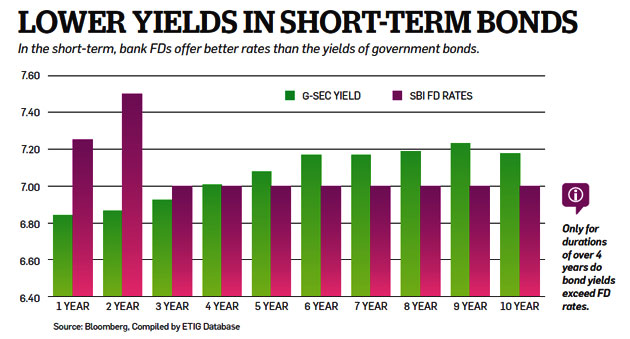 LOWER YIELDS IN SHORT-TERM BONDS
In the short-term, bank FDs offer better rates than the yields of government bonds.
7.60
7.40
7.20
7.00
6.80
6.60
6.40
G-SEC YIELD
SBI FD RATES
1 YEAR
2 YEAR
3 YEAR
4 YEAR
5 YEAR
6 YEAR
7 YEAR
8 YEAR
9 YEAR
10 YEAR
Only for
durations
of over 4
years do
bond yields
exceed FD
rates.
Source: Bloomberg, Compiled by ETIG Database